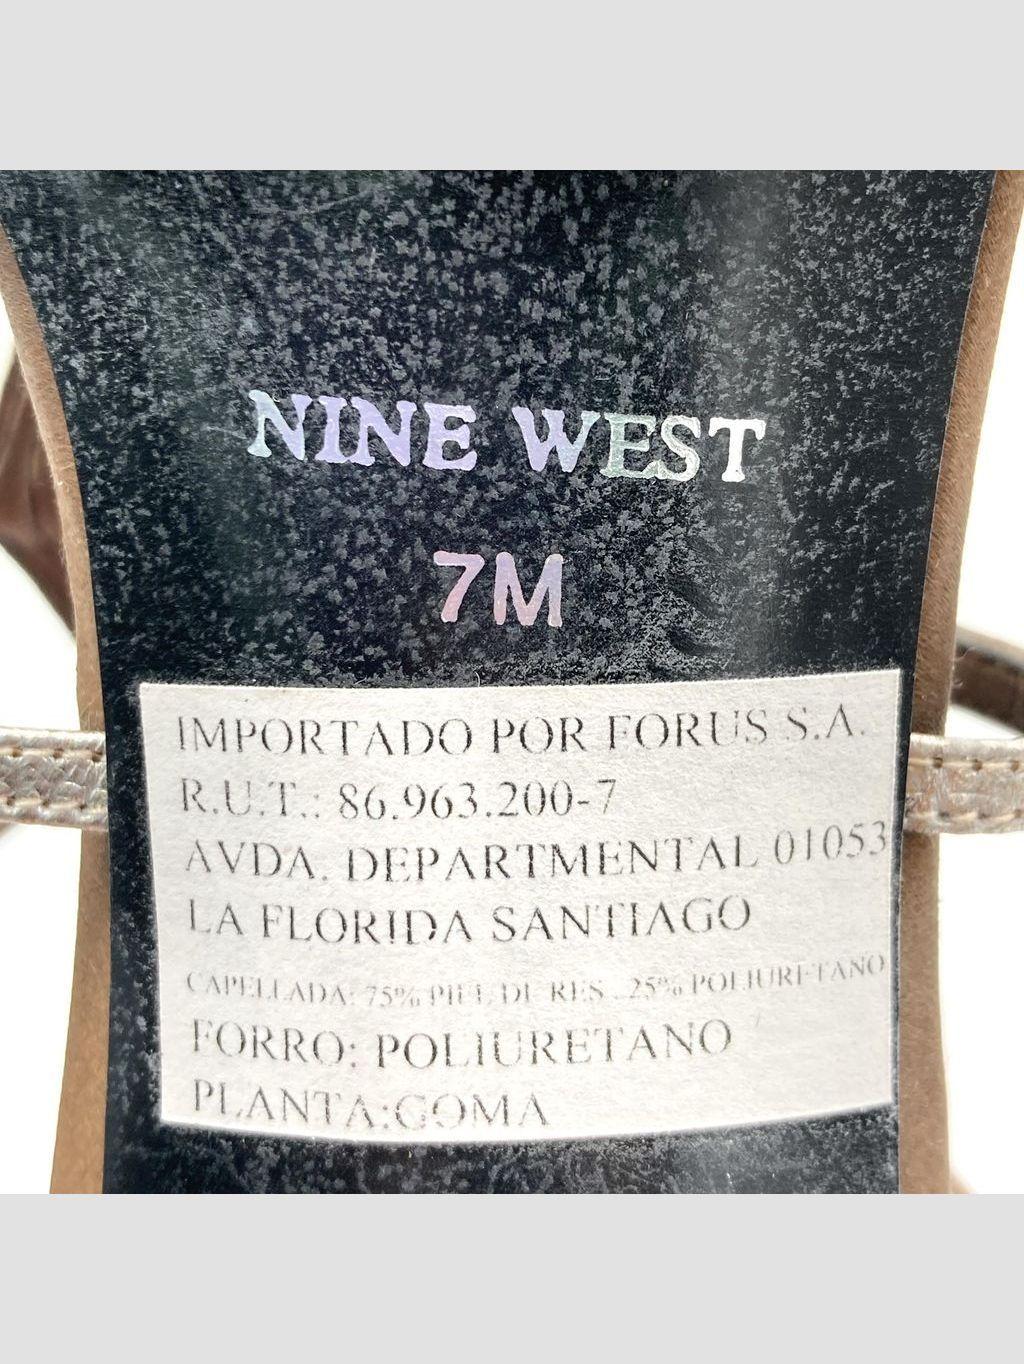 NINE WEST
7M
IMPORTADO POR FORUS S.A.
R.U.T.: 86.963.200-7
AVDA. DEPARTMENTAL 01053
LA FLORIDA SANTIAGO
CAPELLADA: 75% PIEL DE RES . 25% POLIURETANO
FORRO: POLIURETANO
PLANTA:GOMA